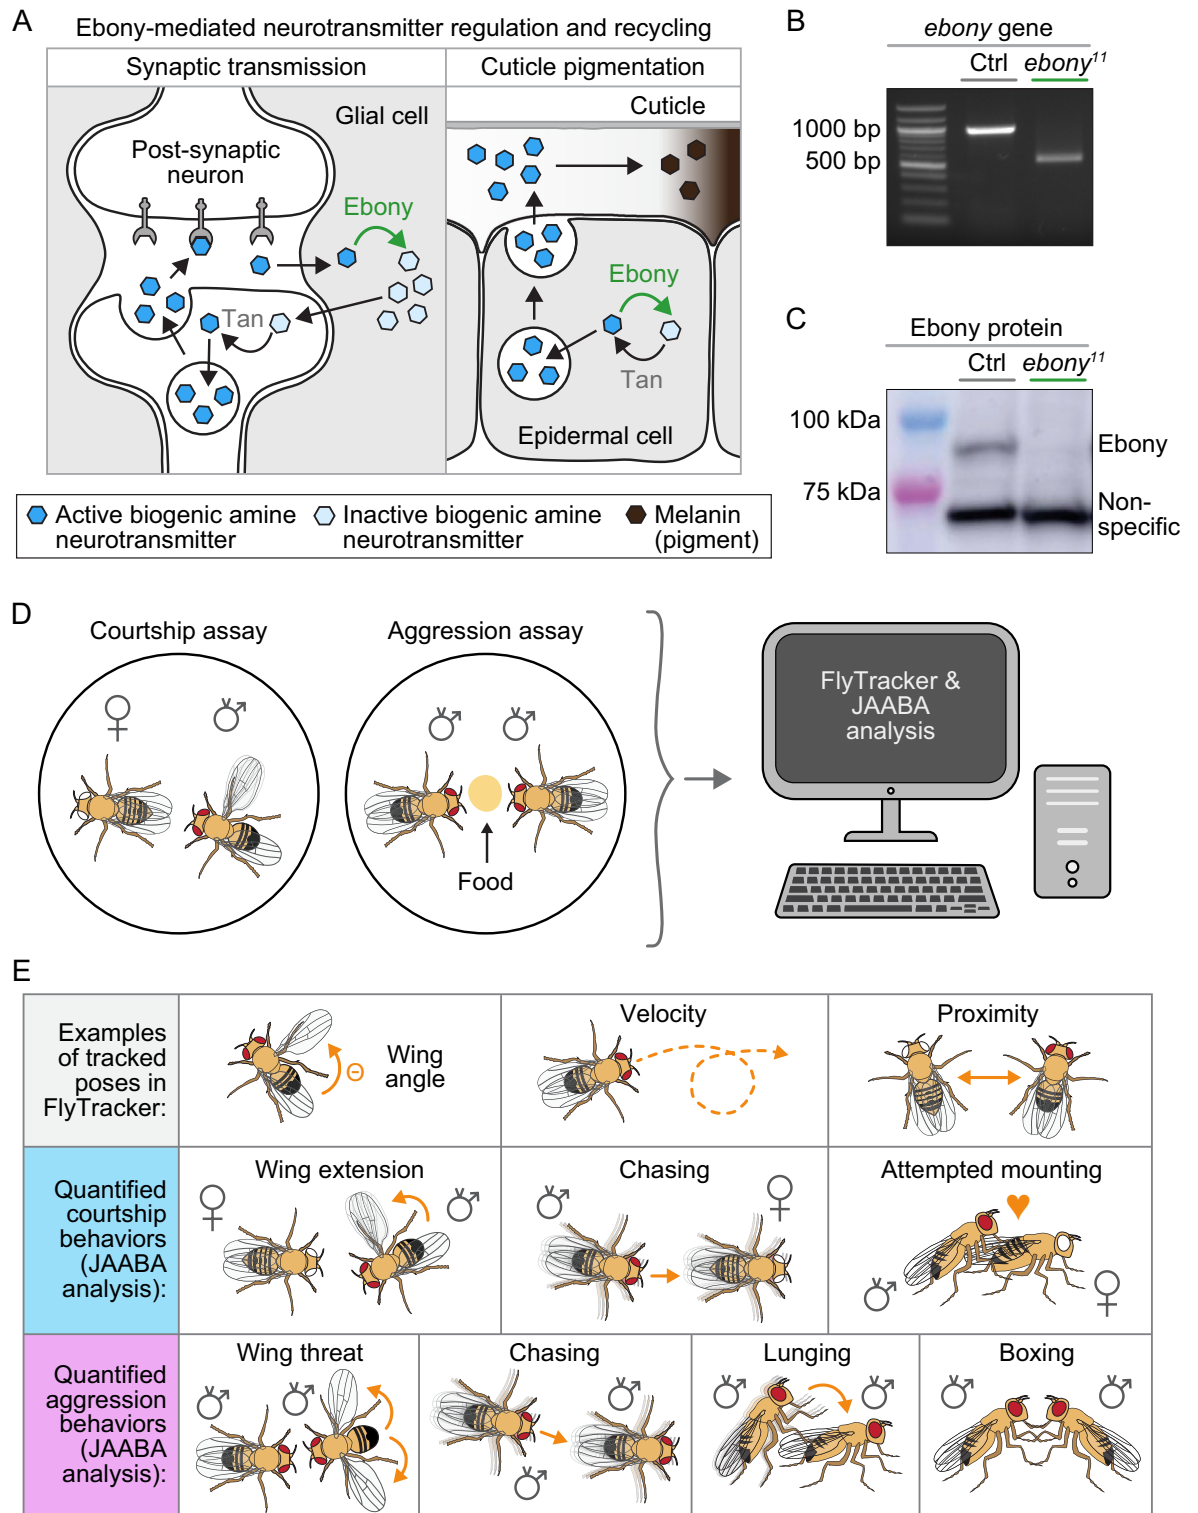 A
Ebony-mediated neurotransmitter regulation and recycling
Synaptic transmission
Cuticle pigmentation
Glial cell
Post-synaptic
neuron
Ebony
Tan
Cuticle
Ebony
Tan
Epidermal cell
Active biogenic amine
neurotransmitter
Inactive biogenic amine
neurotransmitter
Melanin
(pigment)
B
ebony gene
Ctrl
ebony¹¹
1000 bp
500 bp
C
Ebony protein
Ctrl
ebony¹¹
100 kDa
75 kDa
Ebony
Non-
specific
D
Courtship assay
Aggression assay
Food
FlyTracker &
JAABA
analysis
E
Examples
of tracked
poses in
FlyTracker:
Wing
angle
Θ
Velocity
Proximity
Quantified
courtship
behaviors
(JAABA
analysis):
Wing extension
Chasing
Attempted mounting
Quantified
aggression
behaviors
(JAABA
analysis):
Wing threat
Chasing
Lunging
Boxing